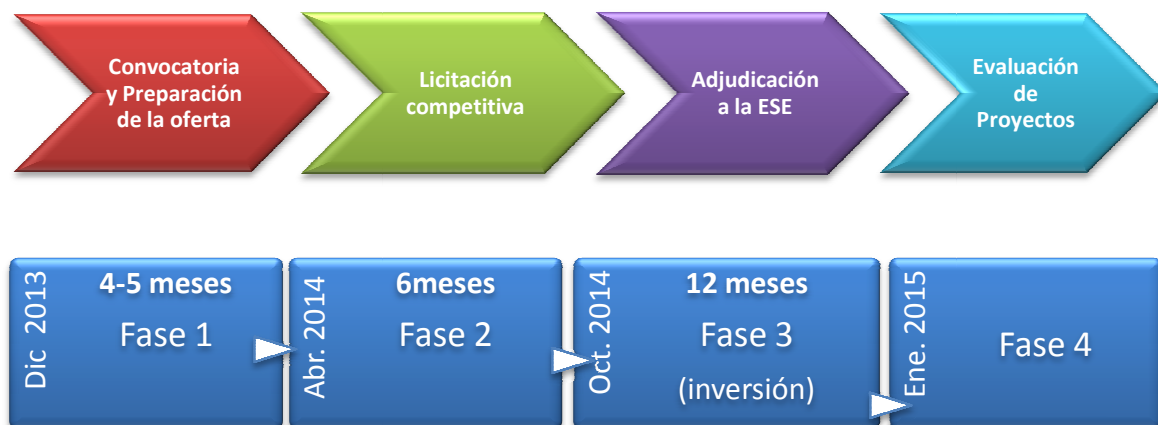 Convocatoria
y Preparación
de la oferta
Licitación
competitiva
Adjudicación
a la ESE
Evaluación
de
Proyectos
Dic 2013
4-5 meses
Fase 1
Abr. 2014
6meses
Fase 2
Oct. 2014
12 meses
Fase 3
(inversión)
Ene. 2015
Fase 4